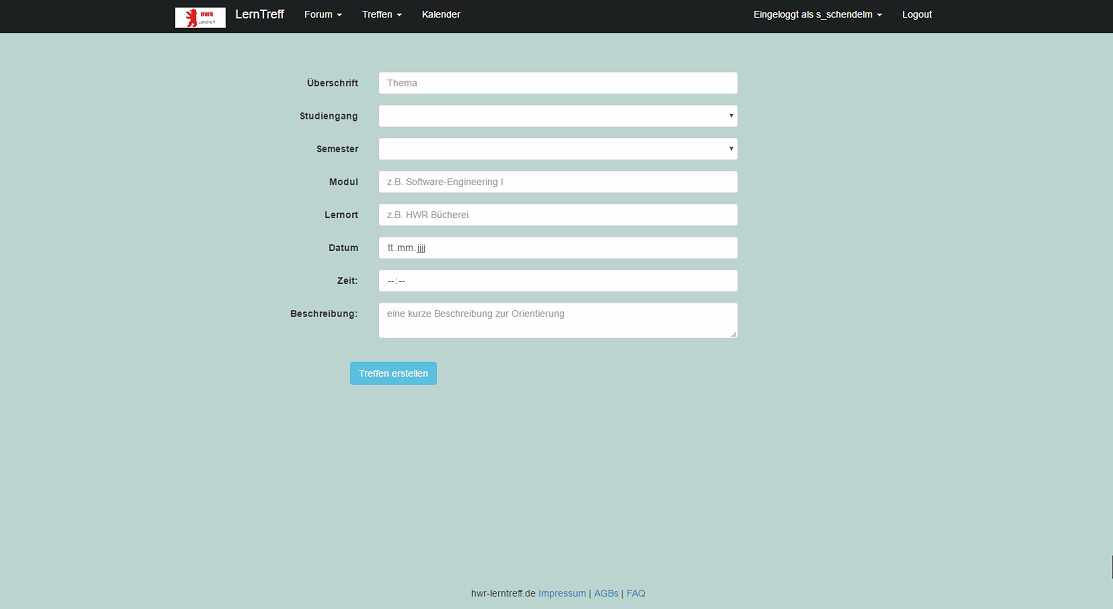 HWR
LernTreff
LernTreff Forum Treffen Kalender Eingeloggt als s_schendelm Logout
Überschrift Thema
Studiengang
Semester
Modul z.B. Software-Engineering I
Lernort z.B. HWR Bücherei
Datum tt.mm.jjjj
Zeit: --:--
Beschreibung: eine kurze Beschreibung zur Orientierung
Treffen erstellen
hwr-lerntreff.de Impressum | AGBs | FAQ